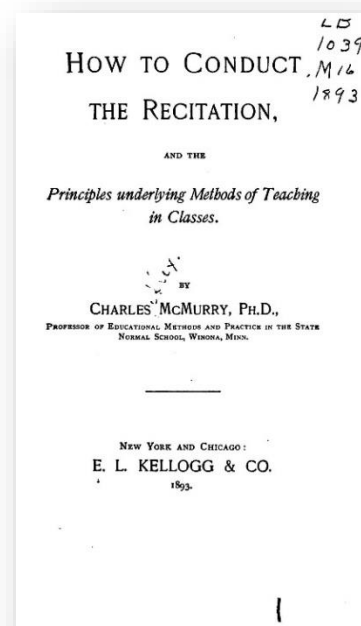 LB
1039
.M16
1893
HOW TO CONDUCT
THE RECITATION,
AND THE
Principles underlying Methods of Teaching
in Classes.
BY
CHARLES MCMURRY, PH.D.,
PROFESSOR OF EDUCATIONAL METHODS AND PRACTICE IN THE STATE
NORMAL SCHOOL, WINONA, MINN.
NEW YORK AND CHICAGO:
E. L. KELLOGG & CO.
1893.